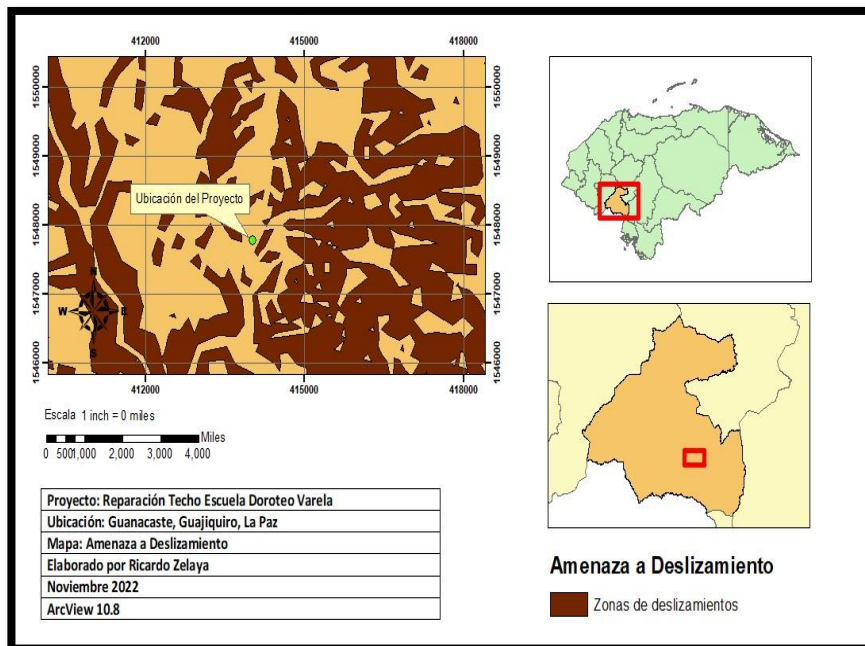 412000 415000 418000
1550000 1550000
1549000 1549000
Ubicación del Proyecto
1548000 1548000
1547000 1547000
N
W E
S
1546000 1546000
412000 415000 418000
Escala 1 inch = 0 miles
Miles
0 5001,000 2,000 3,000 4,000
Proyecto: Reparación Techo Escuela Doroteo Varela
Ubicación: Guanacaste, Guajiquiro, La Paz
Mapa: Amenaza a Deslizamiento
Elaborado por Ricardo Zelaya
Noviembre 2022
ArcView 10.8
Amenaza a Deslizamiento
Zonas de deslizamientos